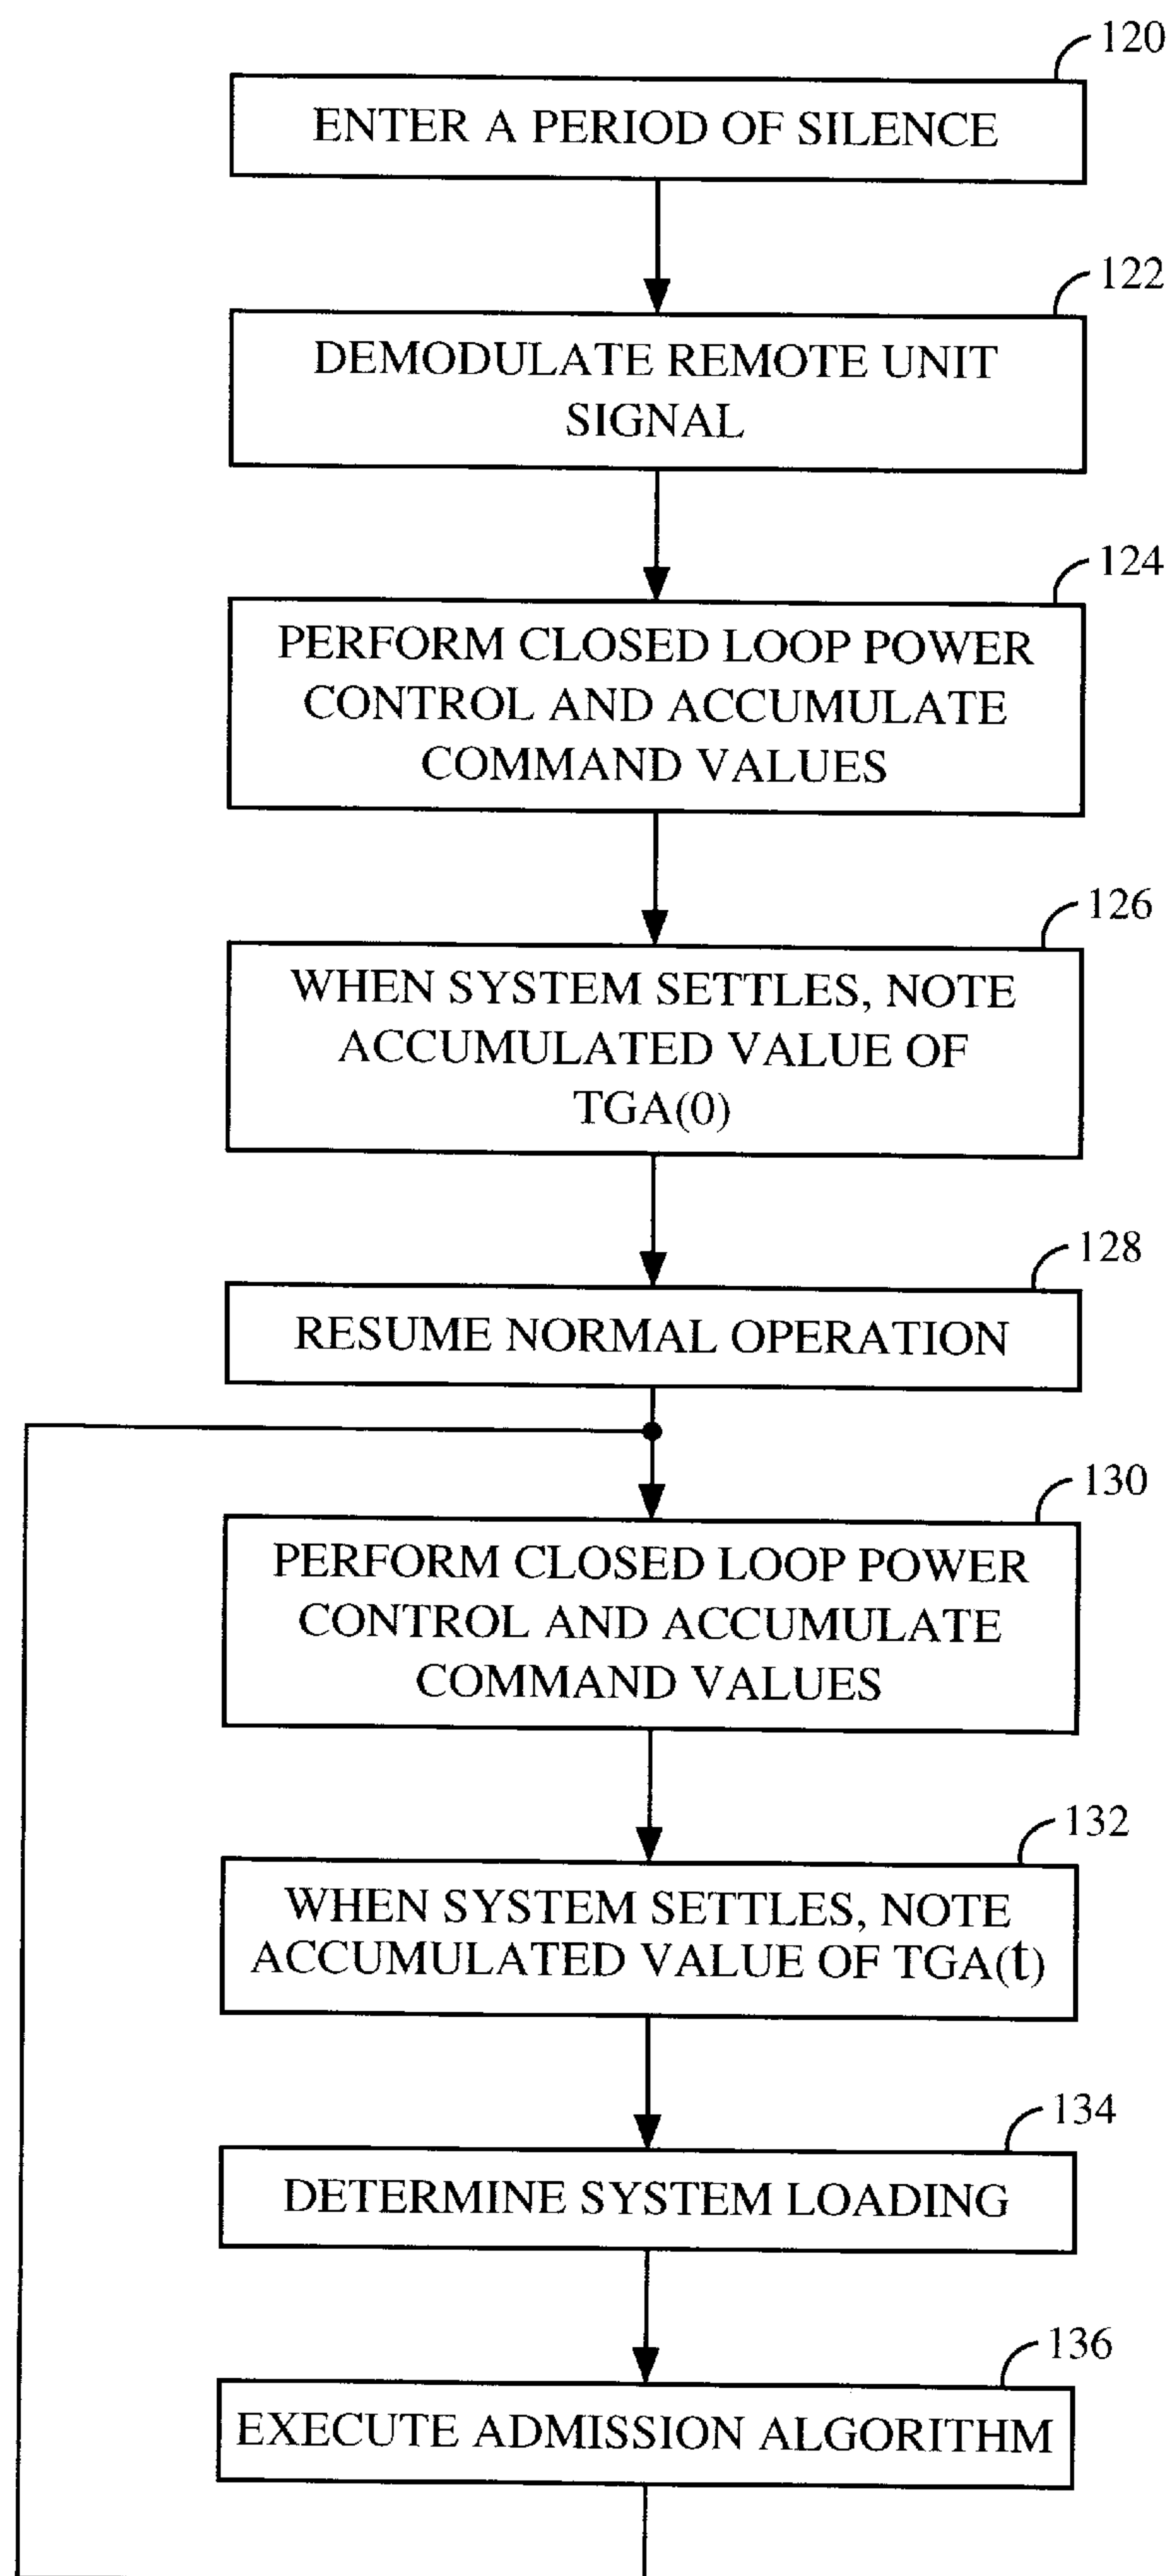 120
ENTER A PERIOD OF SILENCE
122
DEMODULATE REMOTE UNIT
SIGNAL
124
PERFORM CLOSED LOOP POWER
CONTROL AND ACCUMULATE
COMMAND VALUES
126
WHEN SYSTEM SETTLES, NOTE
ACCUMULATED VALUE OF
TGA(0)
128
RESUME NORMAL OPERATION
130
PERFORM CLOSED LOOP POWER
CONTROL AND ACCUMULATE
COMMAND VALUES
132
WHEN SYSTEM SETTLES, NOTE
ACCUMULATED VALUE OF TGA(t)
134
DETERMINE SYSTEM LOADING
136
EXECUTE ADMISSION ALGORITHM